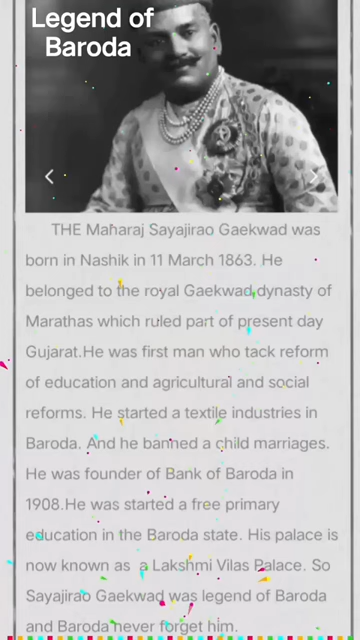 Legend of
Baroda
THE Maharaj Sayajirao Gaekwad was
born in Nashik in 11 March 1863. He
belonged to the royal Gaekwad dynasty of
Marathas which ruled part of present day
Gujarat.He was first man who tack reform
of education and agricultural and social
reforms. He started a textile industries in
Baroda. And he banned a child marriages.
He was founder of Bank of Baroda in
1908.He was started a free primary
education in the Baroda state. His palace is
now known as a Lakshmi Vilas Palace. So
Sayajirao Gaekwad was legend of Baroda
and Baroda never forget him.